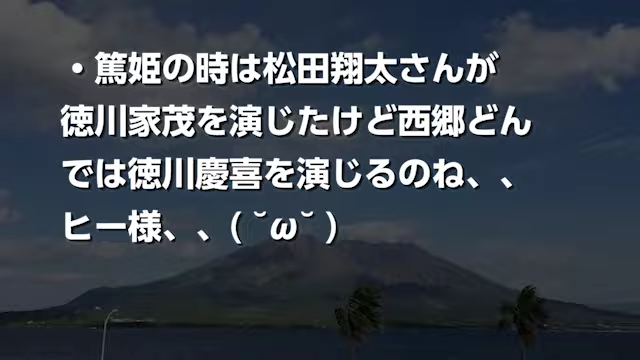 ・篤姫の時は松田翔太さんが
徳川家茂を演じたけど西郷どん
では徳川慶喜を演じるのね、、
ヒー様、、( ˘ω˘ )